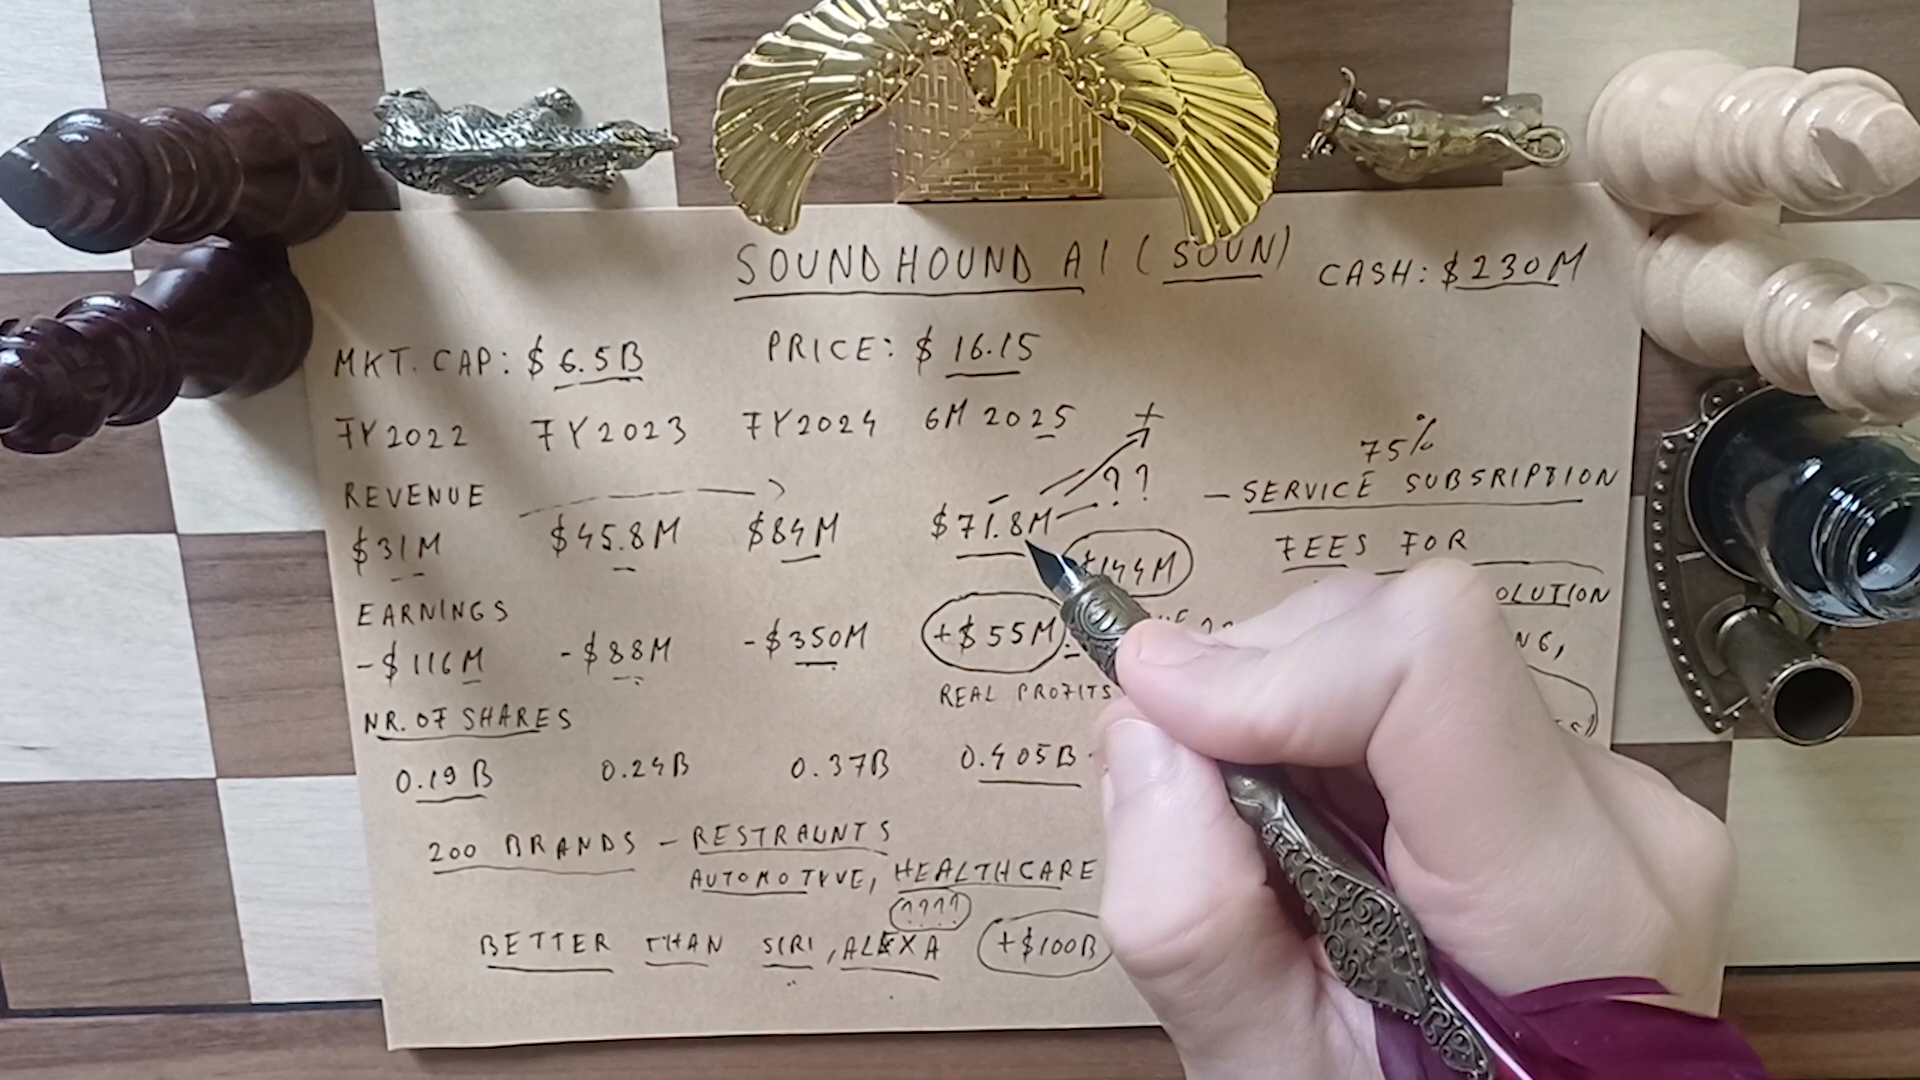 SOUNDHOUND AI (SOUN)
CASH: $230M
MKT. CAP: $6.5B
PRICE: $16.15
FY2022 FY2023 FY2024 6M 2025 +
REVENUE
??
$31M $45.8M $84M $71.8M
$144M
EARNINGS
-$116M -$88M -$350M +$55M
REAL PROFITS
NR. OF SHARES
0.19B 0.24B 0.37B 0.405B
200 BRANDS - RESTRAUNTS
AUTOMOTYVE, HEALTHCARE
????
BETTER THAN SIRI, ALEXA +$100B
75%
- SERVICE SUBSRIPTION
FEES FOR
OLUTION
NG,